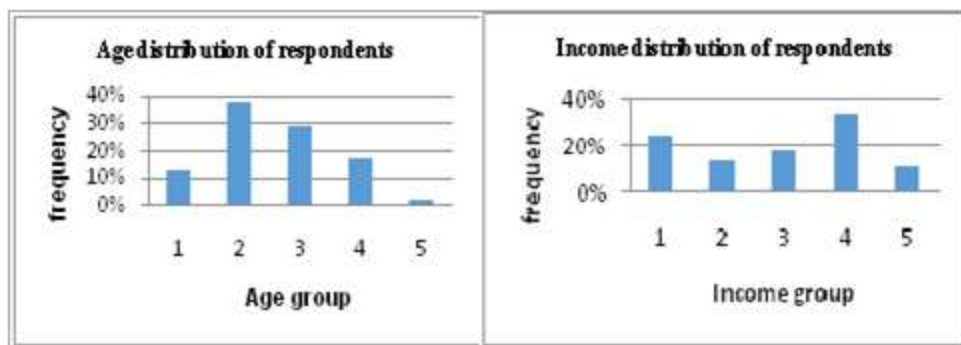 Age distribution of respondents
frequency
40%
30%
20%
10%
0%
1 2 3 4 5
Age group
Income distribution of respondents
frequency
40%
20%
0%
1 2 3 4 5
Income group